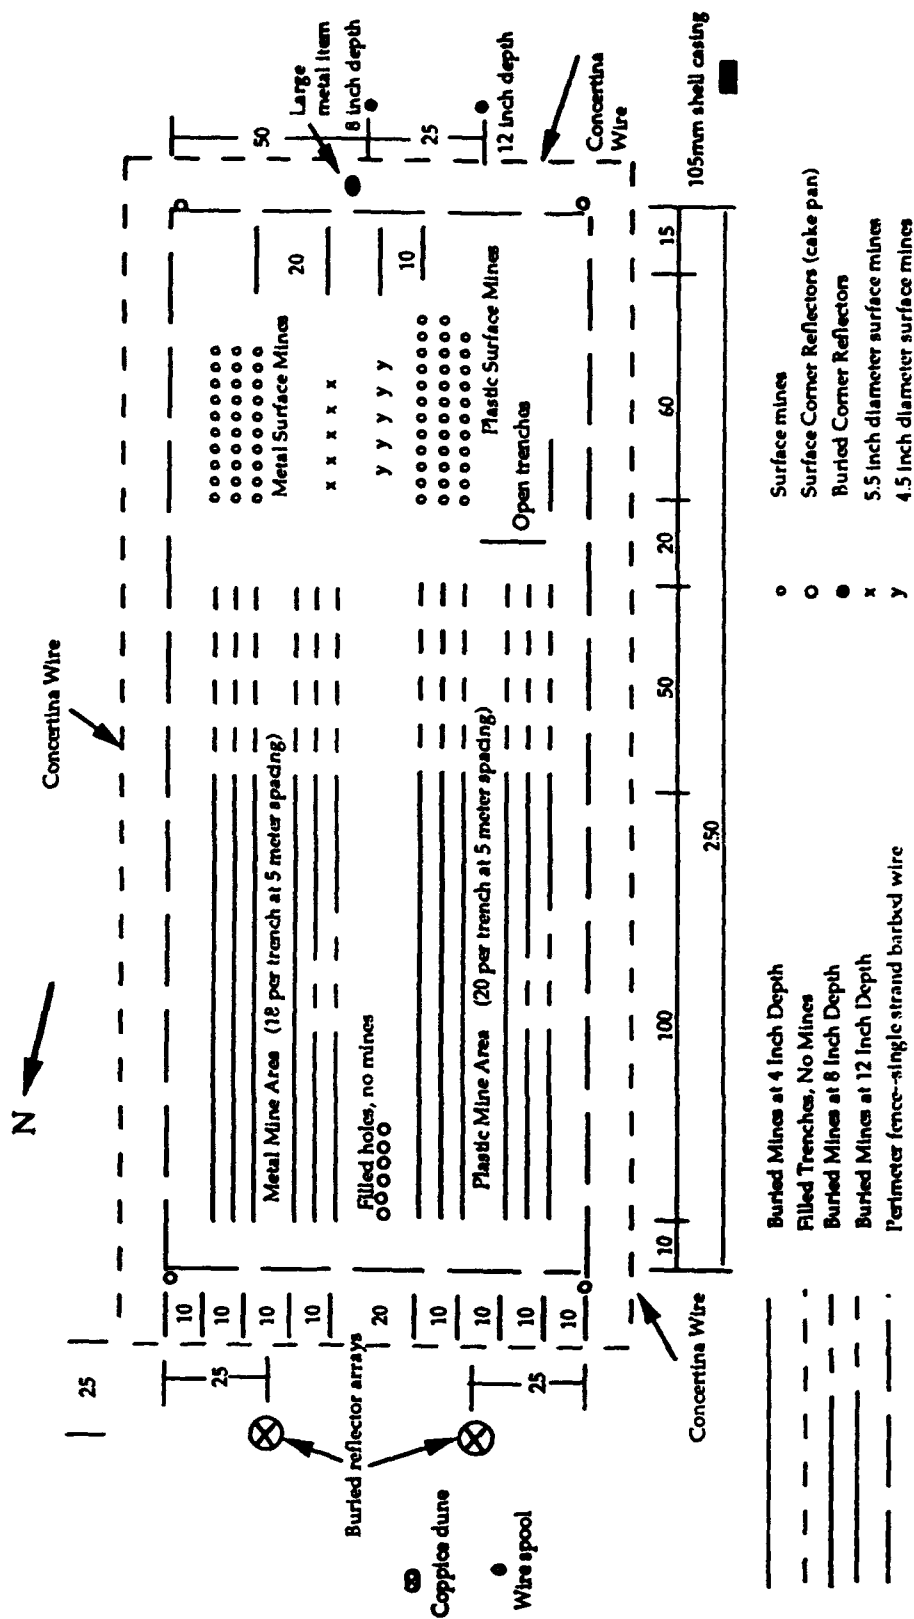 N
Concertina Wire
Large
metal item
8 inch depth
12 inch depth
50
25
Concertina
Wire
105mm shell casing
25
25
10
10
10
10
20
10
10
10
10
25
Buried reflector arrays
Coppice dune
Wire spool
Concertina Wire
Metal Mine Area (18 per trench at 5 meter spacing)
Filled holes, no mines
Plastic Mine Area (20 per trench at 5 meter spacing)
Metal Surface Mines
x x x x x
y y y y y
Plastic Surface Mines
Open trenches
20
10
10
100
50
20
60
15
250
Buried Mines at 4 Inch Depth
Filled Trenches, No Mines
Buried Mines at 8 Inch Depth
Buried Mines at 12 Inch Depth
Perimeter fence--single strand barbed wire
Surface mines
Surface Corner Reflectors (cake pan)
Buried Corner Reflectors
x 5.5 inch diameter surface mines
y 4.5 inch diameter surface mines